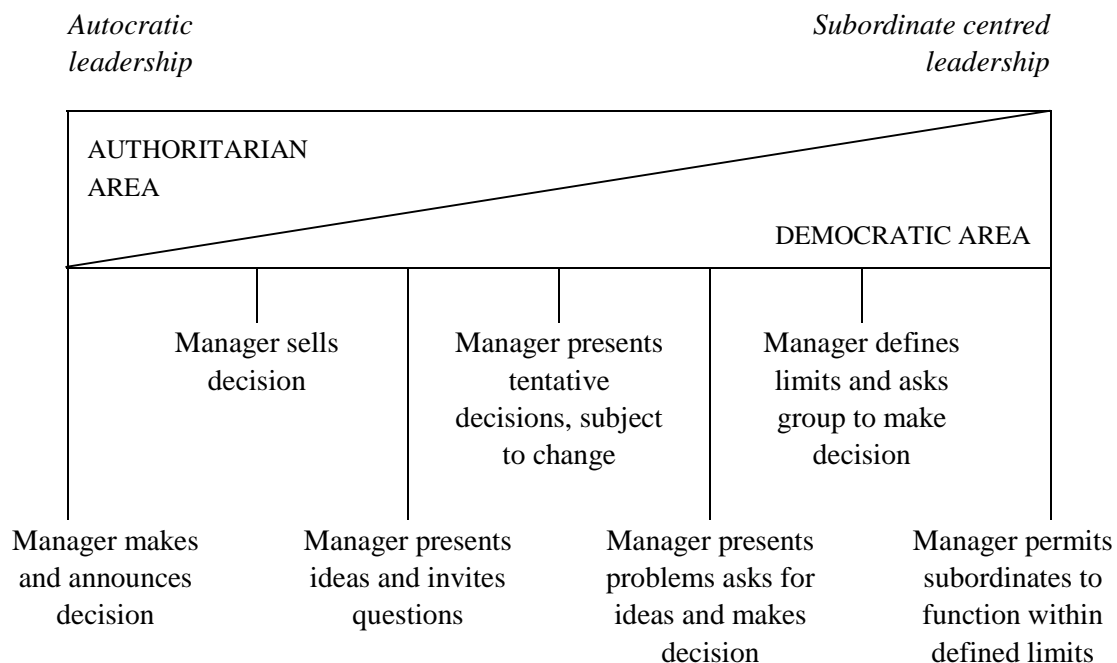 Autocratic
leadership
Subordinate centred
leadership
AUTHORITARIAN
AREA
DEMOCRATIC AREA
Manager sells
decision
Manager presents
tentative
decisions, subject
to change
Manager defines
limits and asks
group to make
decision
Manager makes
and announces
decision
Manager presents
ideas and invites
questions
Manager presents
problems asks for
ideas and makes
decision
Manager permits
subordinates to
function within
defined limits